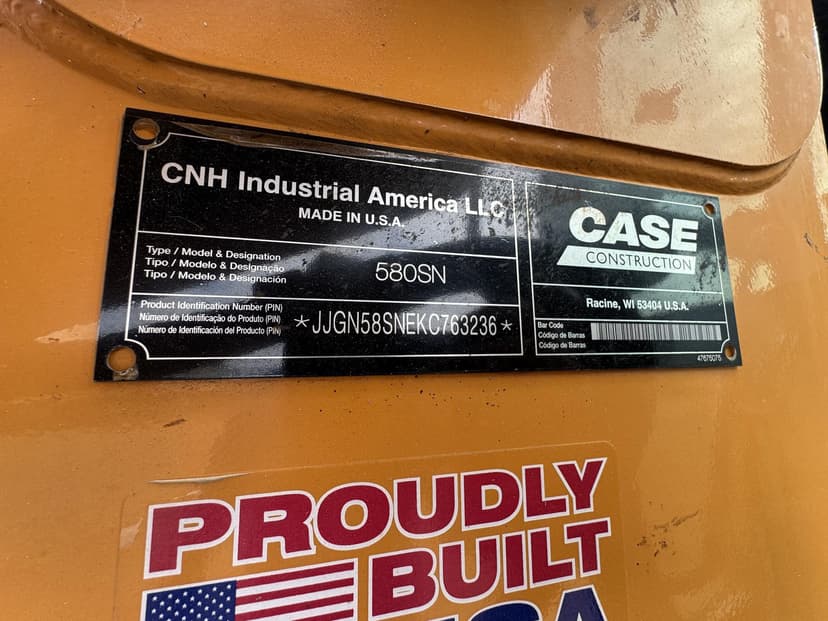 CNH Industrial America LLC
MADE IN U.S.A.
Type / Model & Designation
Tipo / Modelo & Designação
Tipo / Modelo & Designación
580SN
Product Identification Number (PIN)
Número de Identificação do Produto (PIN)
Número de Identificación del Producto (PIN)
*JJGN58SNEKC763236*
CASE
CONSTRUCTION
Racine, WI 53404 U.S.A.
Bar Code
Código de Barras
Código de Barras
47676075
PROUDLY
BUILT
USA